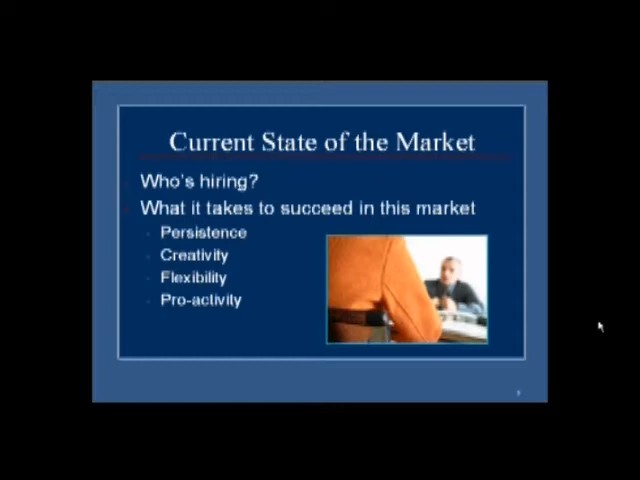 Current State of the Market
Who's hiring?
What it takes to succeed in this market
Persistence
Creativity
Flexibility
Pro-activity